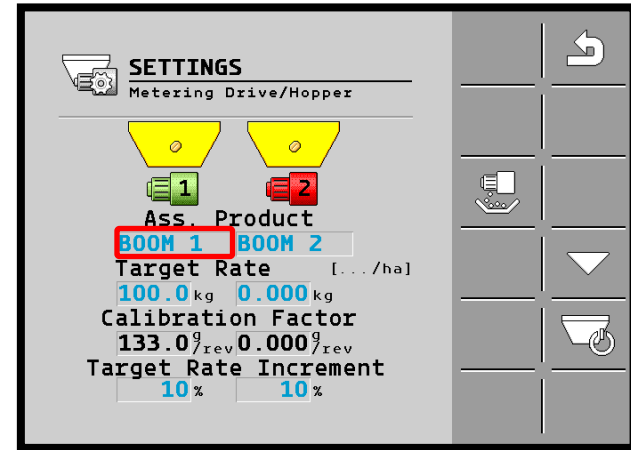 SETTINGS
Metering Drive/Hopper
1 2
Ass. Product
BOOM 1 BOOM 2
Target Rate [.../ha]
100.0 kg 0.000 kg
Calibration Factor
133.0 g/rev 0.000 g/rev
Target Rate Increment
10 % 10 %